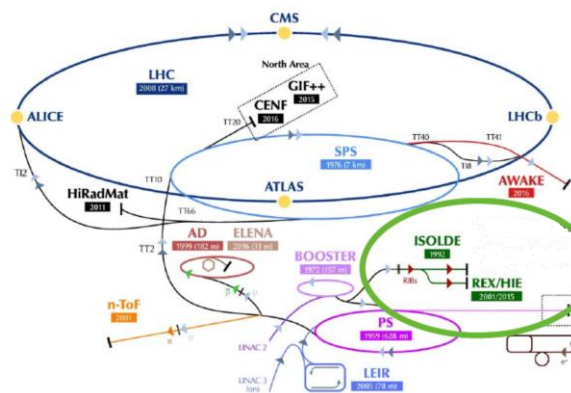 CMS
North Area
LHC
2008 (27 km)
GIF++
2015
CENF
2016
TT20
ALICE
LHCb
TT40
TT41
SPS
1976 (7 km)
TI8
TI2
TT10
AWAKE
2016
HiRadMat
2011
ATLAS
TT66
AD
1999 (182 m)
ELENA
2016 (31 m)
TT2
BOOSTER
1972 (157 m)
ISOLDE
1992
RIBs
REX/HIE
2001/2015
n-ToF
2001
n
p
PS
1959 (628 m)
LINAC 2
LINAC 3
Ions
LEIR
2005 (78 m)